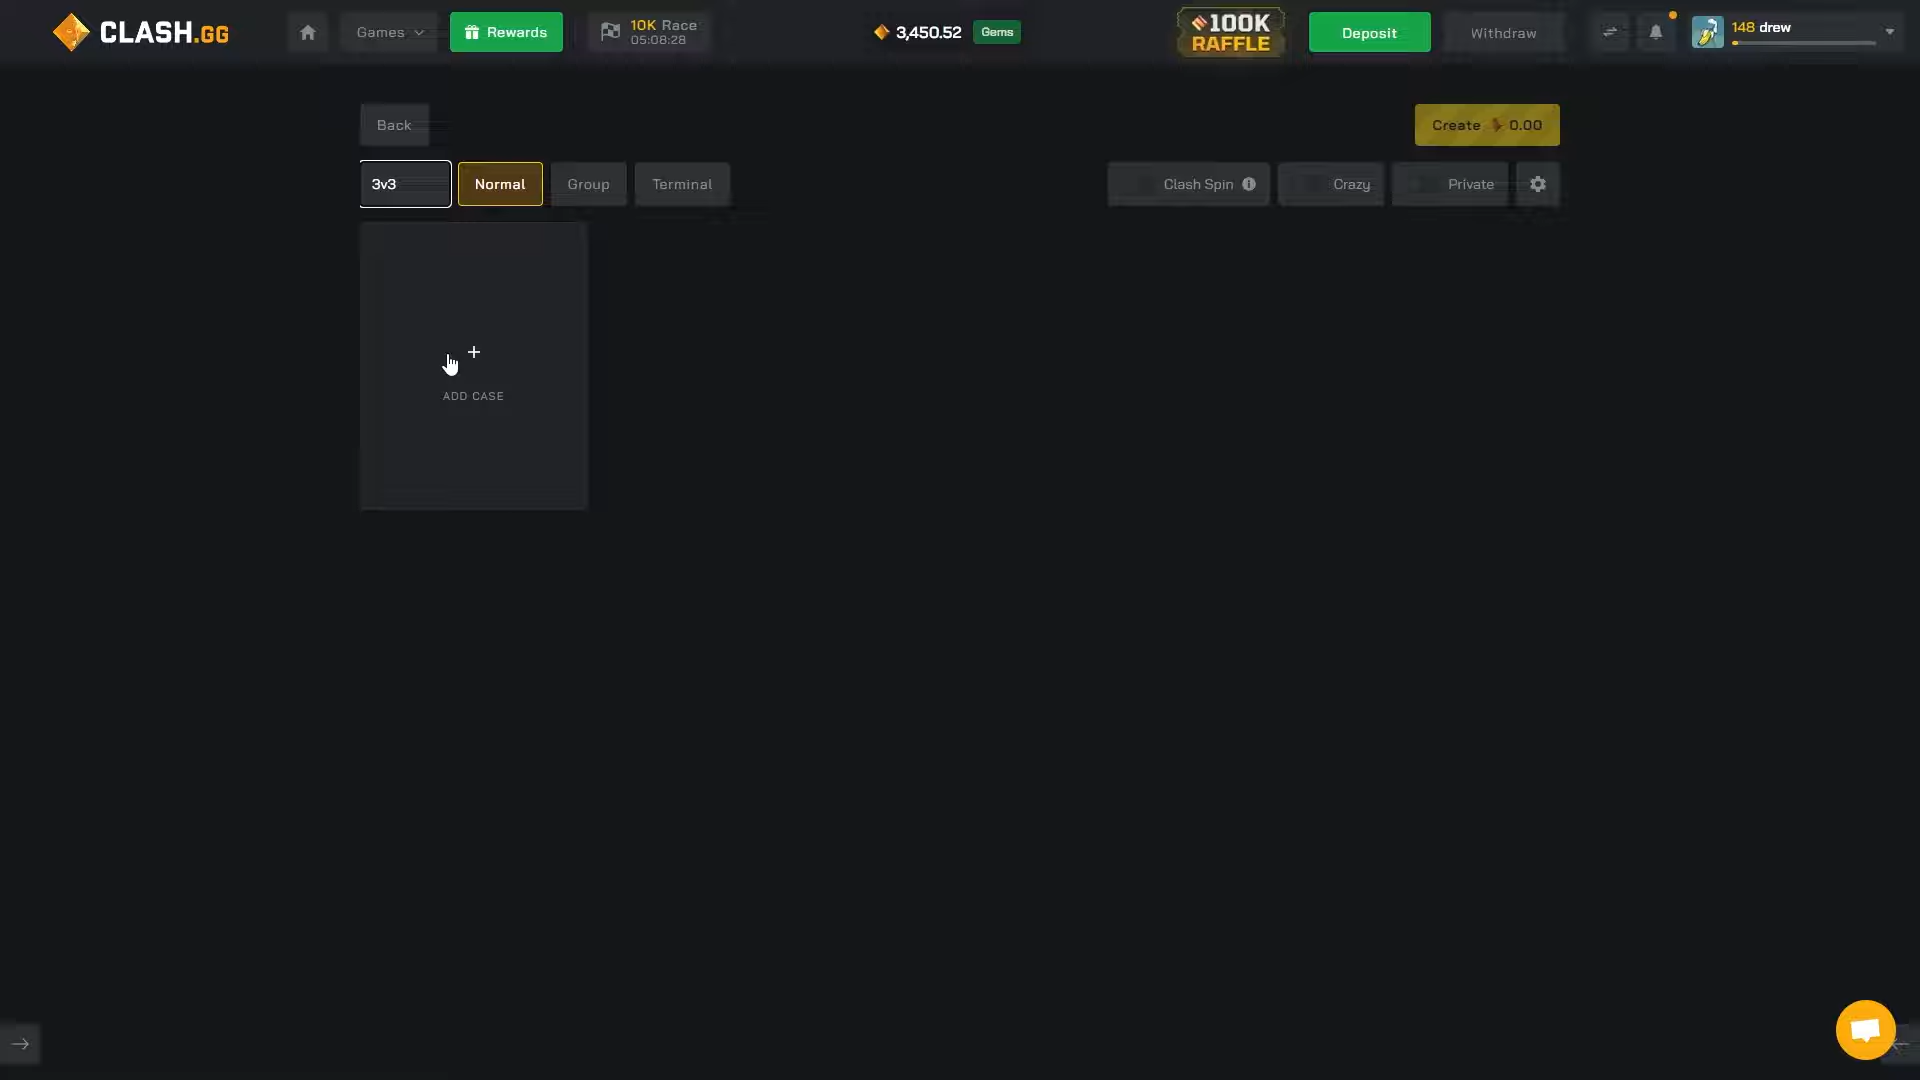 CLASH.GG
Games
Rewards
10K Race
05:08:28
3,450.52
Gems
100K
RAFFLE
Deposit
Withdraw
148 drew
Back
Create 0.00
3v3
Normal
Group
Terminal
Clash Spin
Crazy
Private
ADD CASE